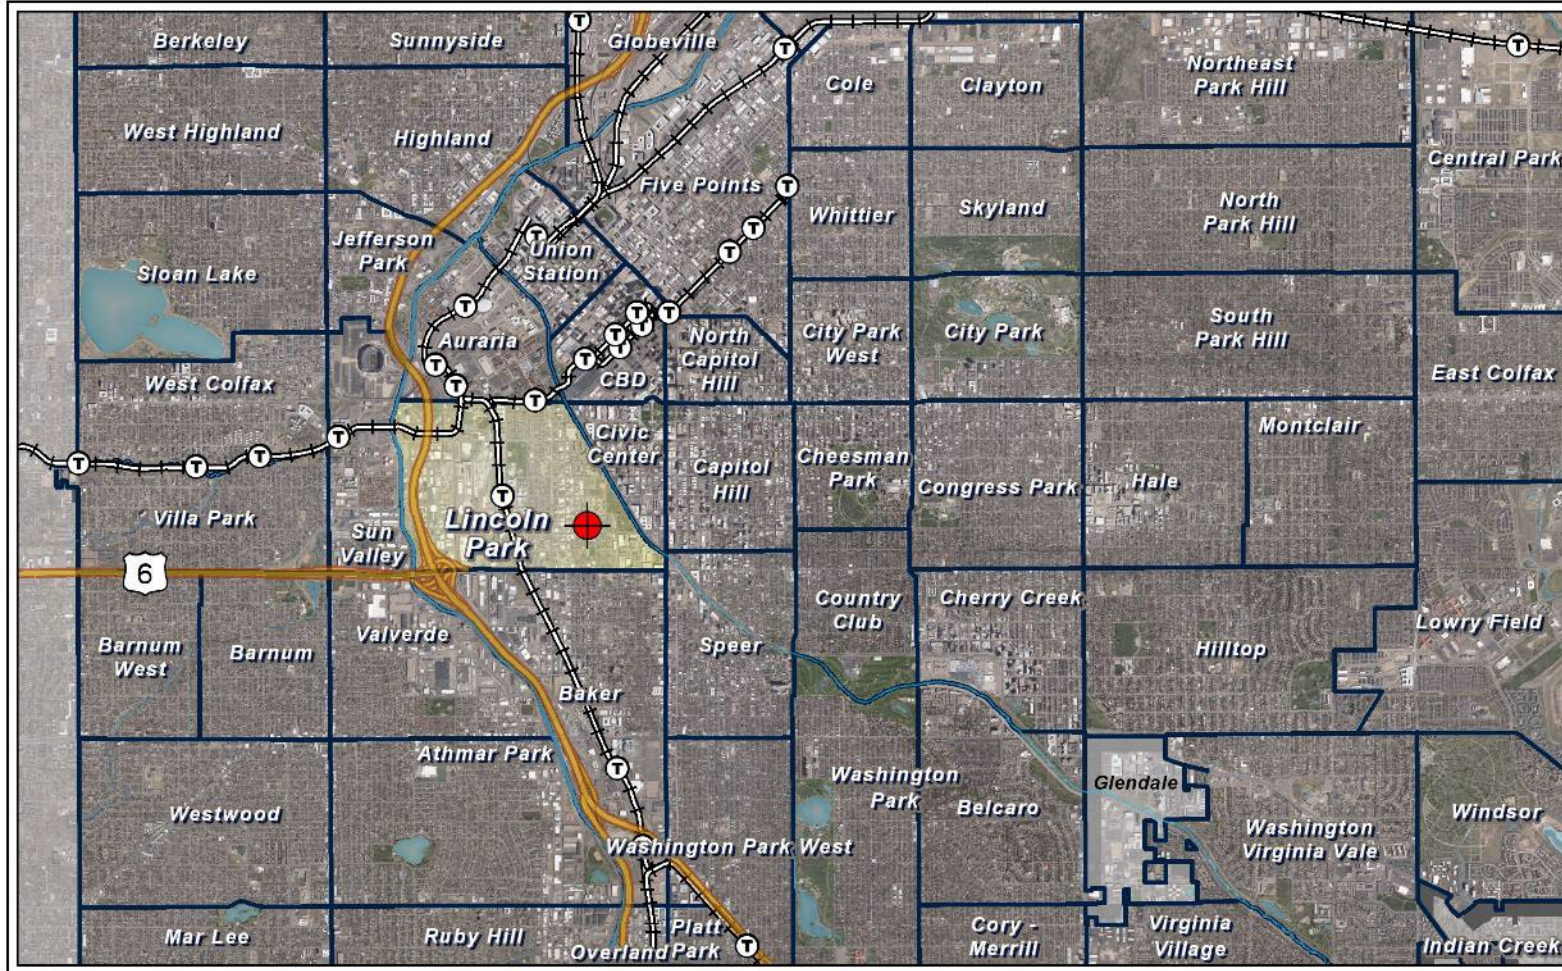 Berkeley
Sunnyside
Globeville
T
T
T
Cole
Clayton
Northeast
Park Hill
West Highland
Highland
Central Park
Five Points
T
Whittier
Skyland
North
Park Hill
Jefferson
Park
T
Union
Station
T
T
Sloan Lake
T
Auraria
T
T
T
T
T
T
T
T
CBD
North
Capitol
Hill
City Park
West
City Park
South
Park Hill
West Colfax
East Colfax
T
T
T
T
T
Civic
Center
Capitol
Hill
Cheesman
Park
Congress Park
Hale
Montclair
T
Villa Park
Sun
Valley
Lincoln
Park
6
Barnum
West
Barnum
Valverde
Baker
Speer
Country
Club
Cherry Creek
Hilltop
Lowry Field
Athmar Park
T
Westwood
Washington
Park
Belcaro
Glendale
Washington
Virginia Vale
Windsor
Washington Park West
Mar Lee
Ruby Hill
Overland
Platt
Park
T
Cory -
Merrill
Virginia
Village
Indian Creek